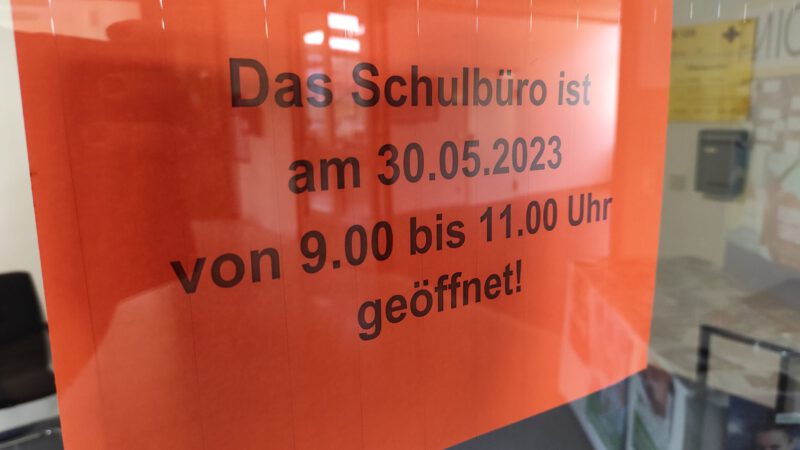 Das Schulbüro ist
am 30.05.2023
von 9.00 bis 11.00 Uhr
geöffnet!